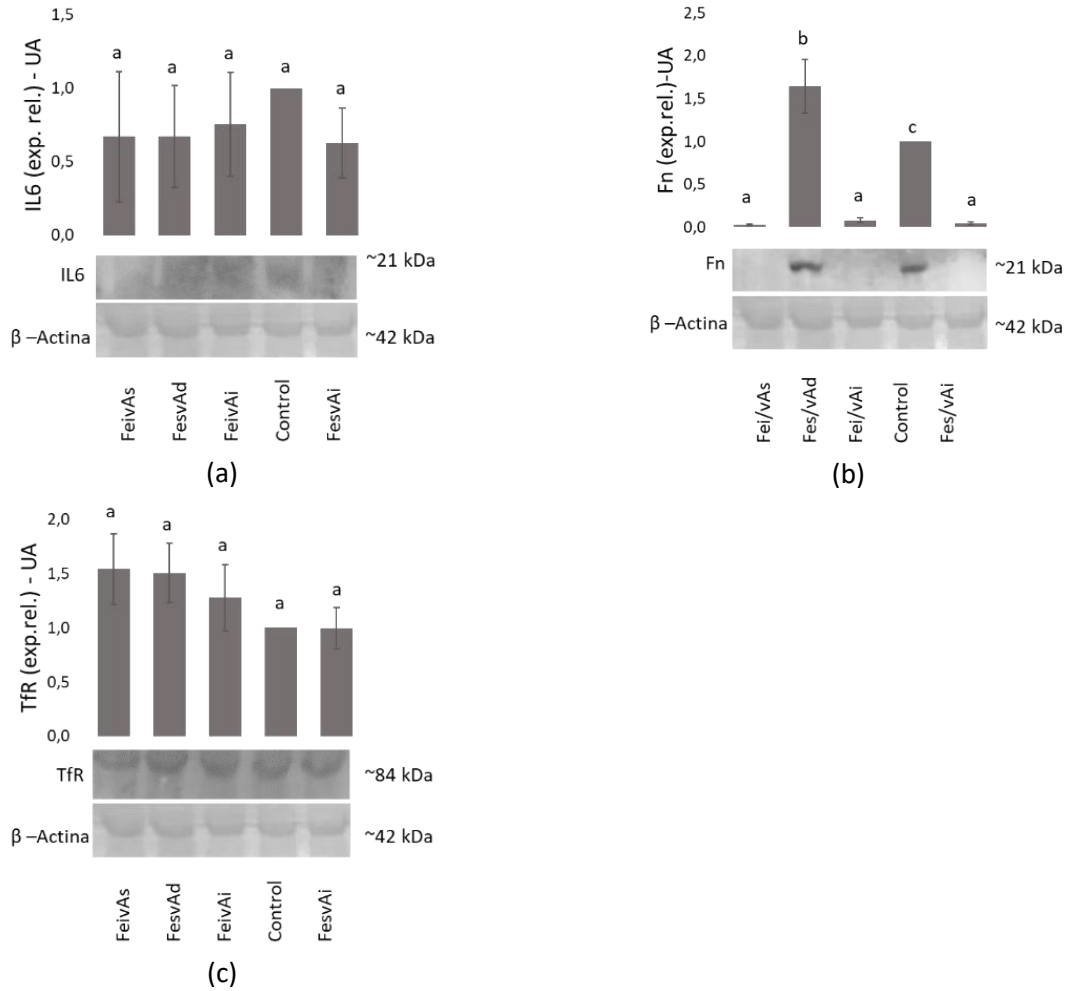 1,5
1,0
0,5
0,0
IL6 (exp. rel.) - UA
a a a a a
IL6 ~21 kDa
β –Actina ~42 kDa
FeivAs FesvAd FeivAi Control FesvAi
(a)
2,5
2,0
1,5
1,0
0,5
0,0
Fn (exp.rel.)-UA
a b a c a
Fn ~21 kDa
β –Actina ~42 kDa
Fei/vAs Fes/vAd Fei/vAi Control Fes/vAi
(b)
2,0
1,5
1,0
0,5
0,0
TfR (exp.rel.) - UA
a a a a a
TfR ~84 kDa
β –Actina ~42 kDa
FeivAs FesvAd FeivAi Control FesvAi
(c)